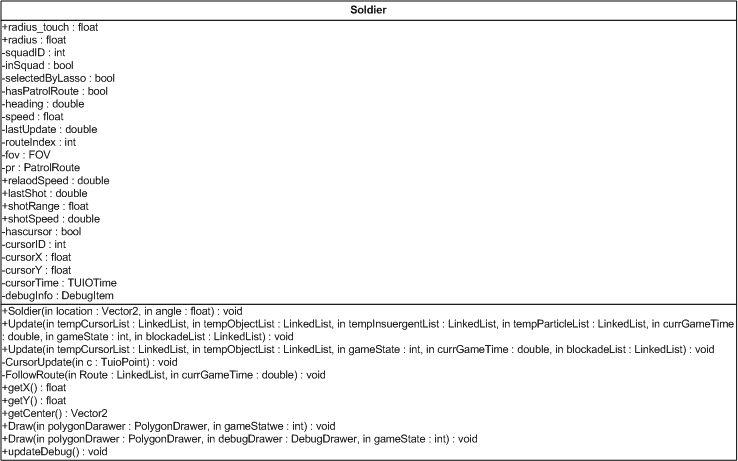 Soldier
+radius_touch : float
+radius : float
-squadID : int
-inSquad : bool
-selectedByLasso : bool
-hasPatrolRoute : bool
-heading : double
-speed : float
-lastUpdate : double
-routeIndex : int
-fov : FOV
-pr : PatrolRoute
+relaodSpeed : double
+lastShot : double
+shotRange : float
+shotSpeed : double
-hascursor : bool
-cursorID : int
-cursorX : float
-cursorY : float
-cursorTime : TUIOTime
-debugInfo : DebugItem
+Soldier(in location : Vector2, in angle : float) : void
+Update(in tempCursorList : LinkedList, in tempObjectList : LinkedList, in tempInsuergentList : LinkedList, in tempParticleList : LinkedList, in currGameTime
: double, in gameState : int, in blockadeList : LinkedList) : void
+Update(in tempCursorList : LinkedList, in tempObjectList : LinkedList, in gameState : int, in currGameTime : double, in blockadeList : LinkedList) : void
-CursorUpdate(in c : TuioPoint) : void
-FollowRoute(in Route : LinkedList, in currGameTime : double) : void
+getX() : float
+getY() : float
+getCenter() : Vector2
+Draw(in polygonDarawer : PolygonDrawer, in gameStatwe : int) : void
+Draw(in polygonDrawer : PolygonDrawer, in debugDrawer : DebugDrawer, in gameState : int) : void
+updateDebug() : void